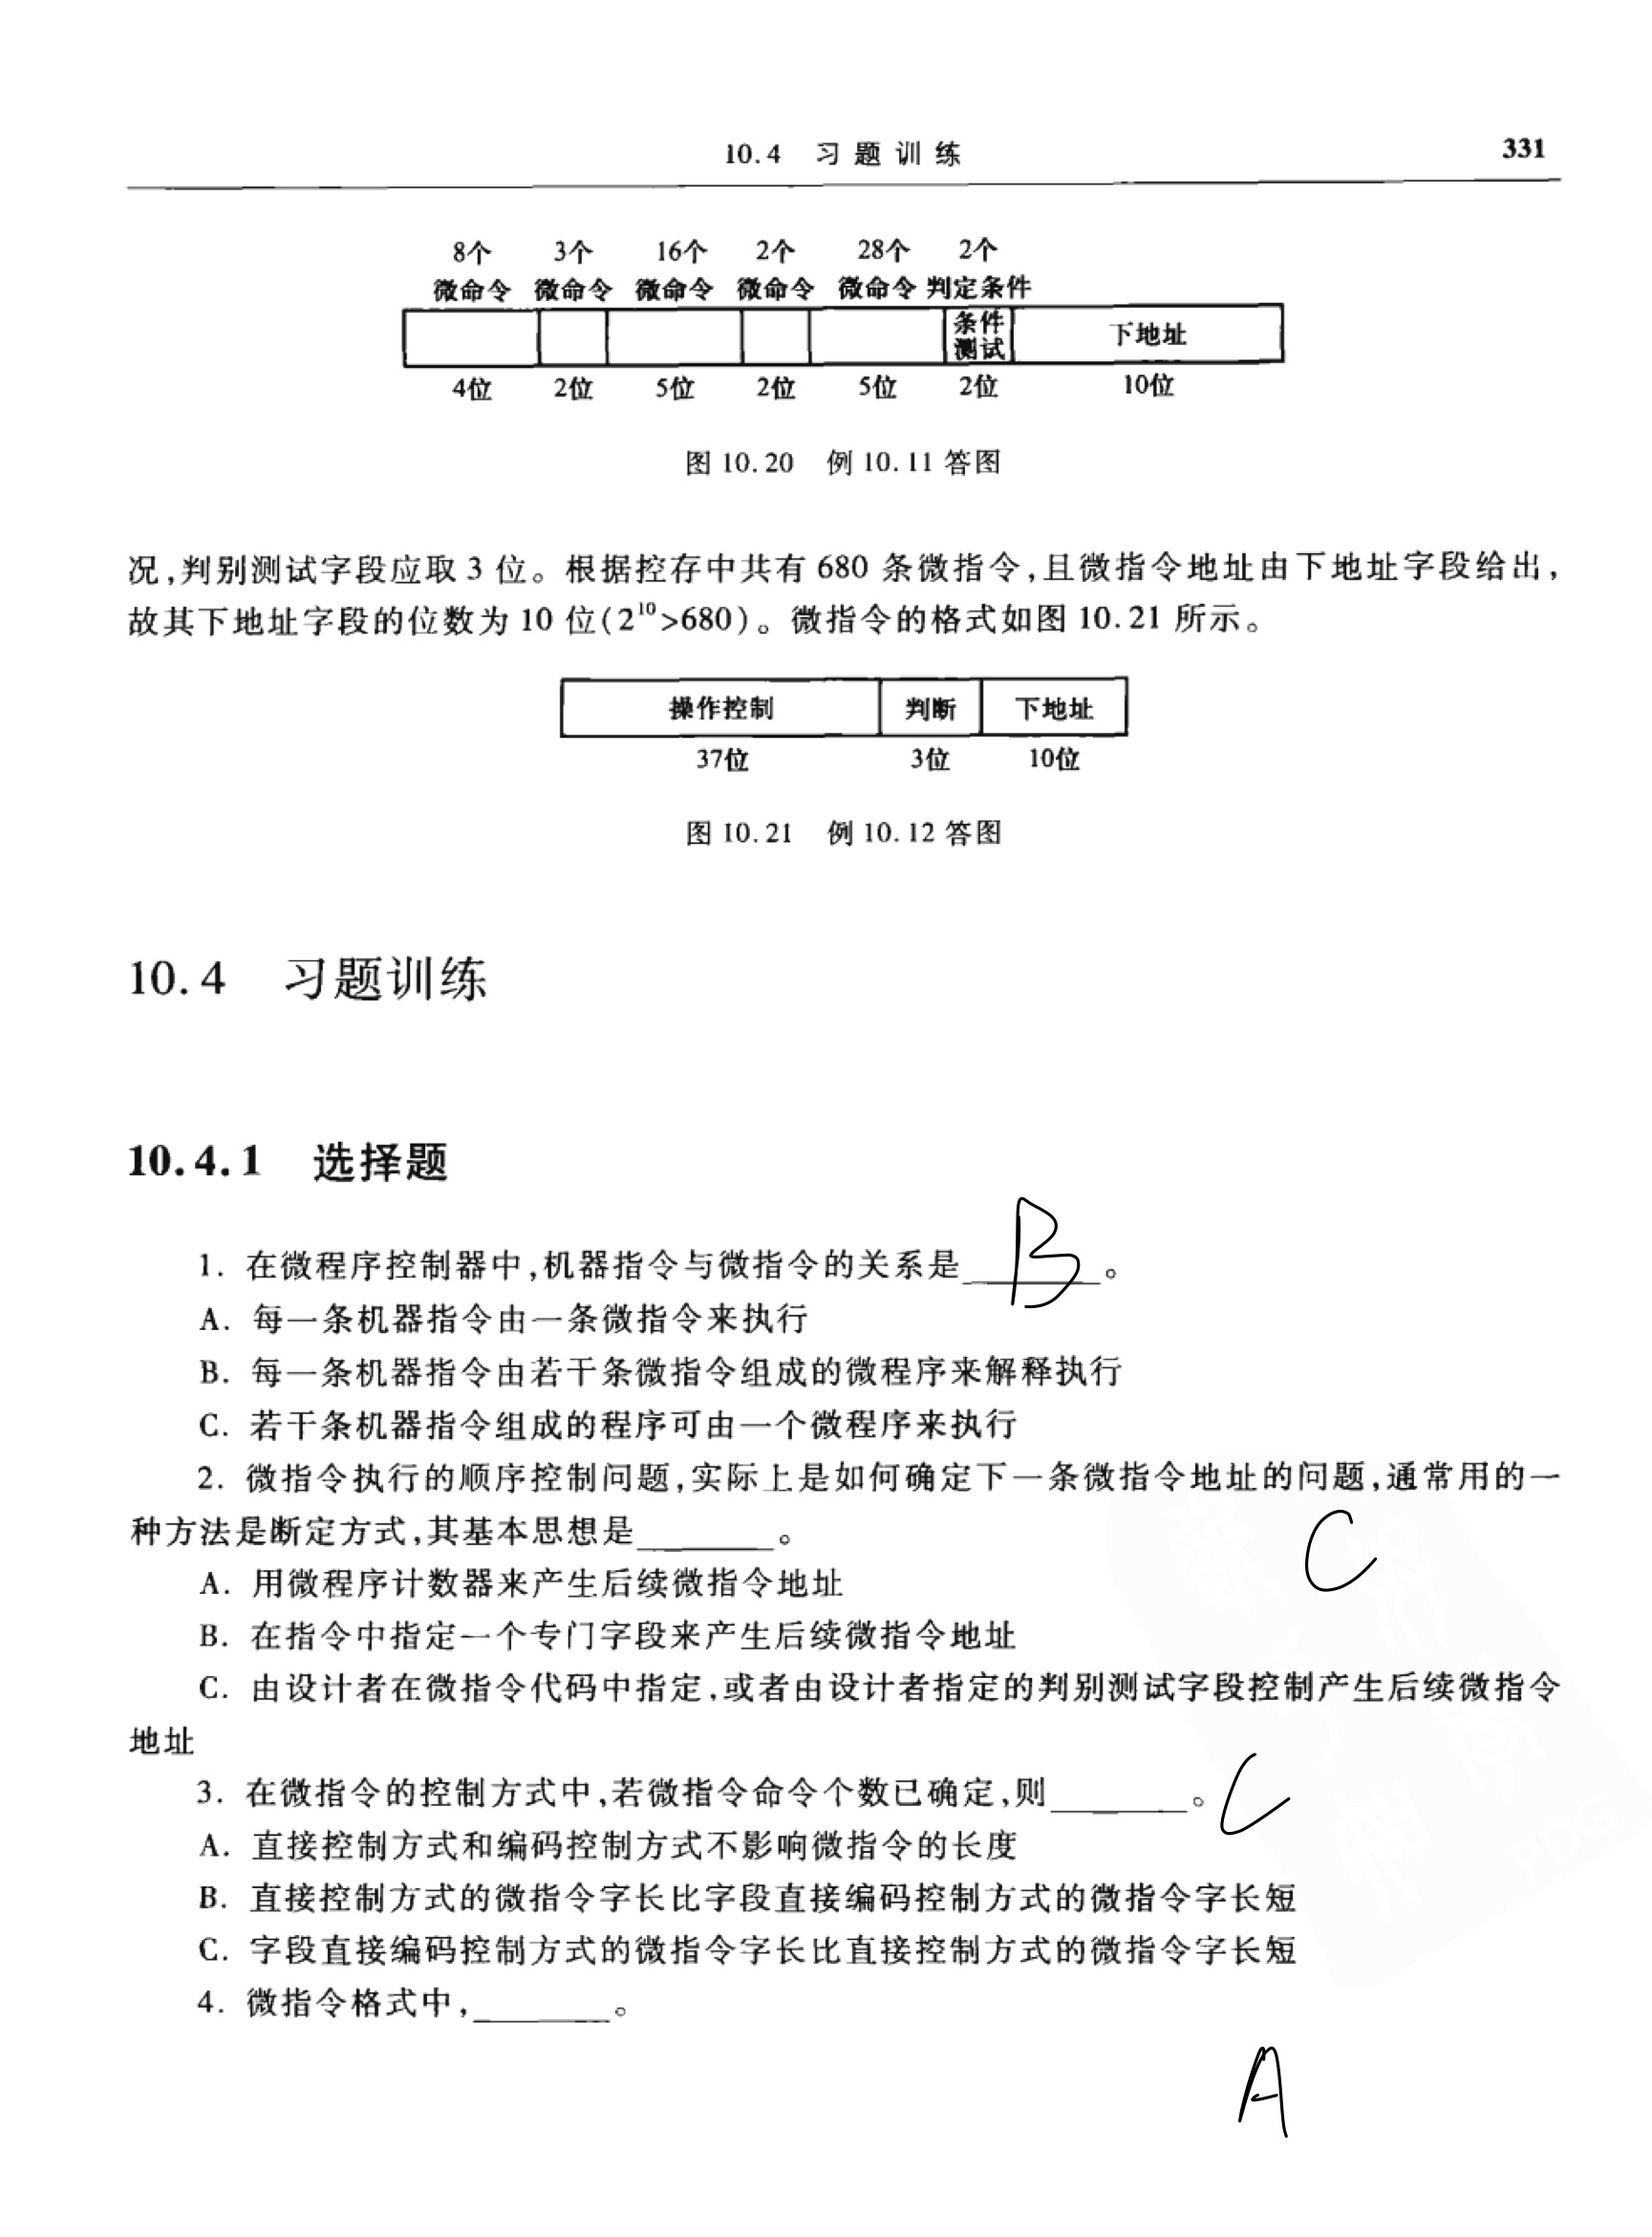 10.4 习题训练 331
8个 3个 16个 2个 28个 2个
微命令 微命令 微命令 微命令 微命令 判定条件
条件测试 下地址
4位 2位 5位 2位 5位 2位 10位
图 10.20 例 10.11 答图
况,判别测试字段应取 3 位。根据控存中共有 680 条微指令,且微指令地址由下地址字段给出,
故其下地址字段的位数为 10 位(2¹⁰>680)。微指令的格式如图 10.21 所示。
操作控制 判断 下地址
37位 3位 10位
图 10.21 例 10.12 答图
10.4 习题训练
10.4.1 选择题
1. 在微程序控制器中,机器指令与微指令的关系是 B 。
A. 每一条机器指令由一条微指令来执行
B. 每一条机器指令由若干条微指令组成的微程序来解释执行
C. 若干条机器指令组成的程序可由一个微程序来执行
2. 微指令执行的顺序控制问题,实际上是如何确定下一条微指令地址的问题,通常用的一
种方法是断定方式,其基本思想是________。 C
A. 用微程序计数器来产生后续微指令地址
B. 在指令中指定一个专门字段来产生后续微指令地址
C. 由设计者在微指令代码中指定,或者由设计者指定的判别测试字段控制产生后续微指令
地址
3. 在微指令的控制方式中,若微指令命令个数已确定,则________。 C
A. 直接控制方式和编码控制方式不影响微指令的长度
B. 直接控制方式的微指令字长比字段直接编码控制方式的微指令字长短
C. 字段直接编码控制方式的微指令字长比直接控制方式的微指令字长短
4. 微指令格式中,________。
A
PDG